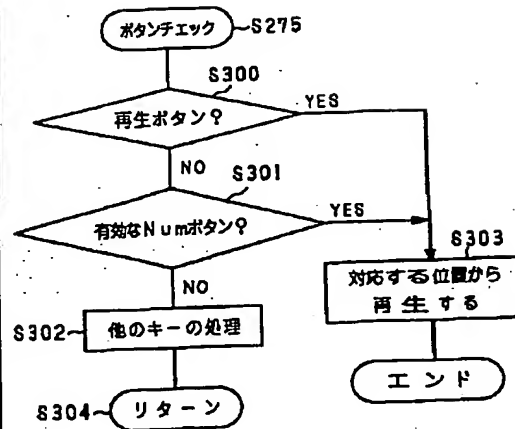 ボタンチェック
S275
S300
再生ボタン?
YES
NO
S301
有効なNumボタン?
YES
NO
S303
対応する位置から
再生する
S302
他のキーの処理
エンド
S304
リターン